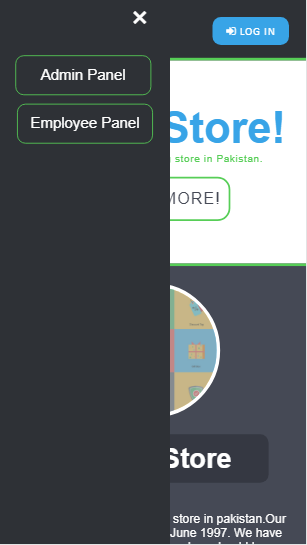 ×
LOG IN
Admin Panel
Employee Panel
Store!
store in Pakistan.
MORE!
Store
store in pakistan.Our
June 1997. We have